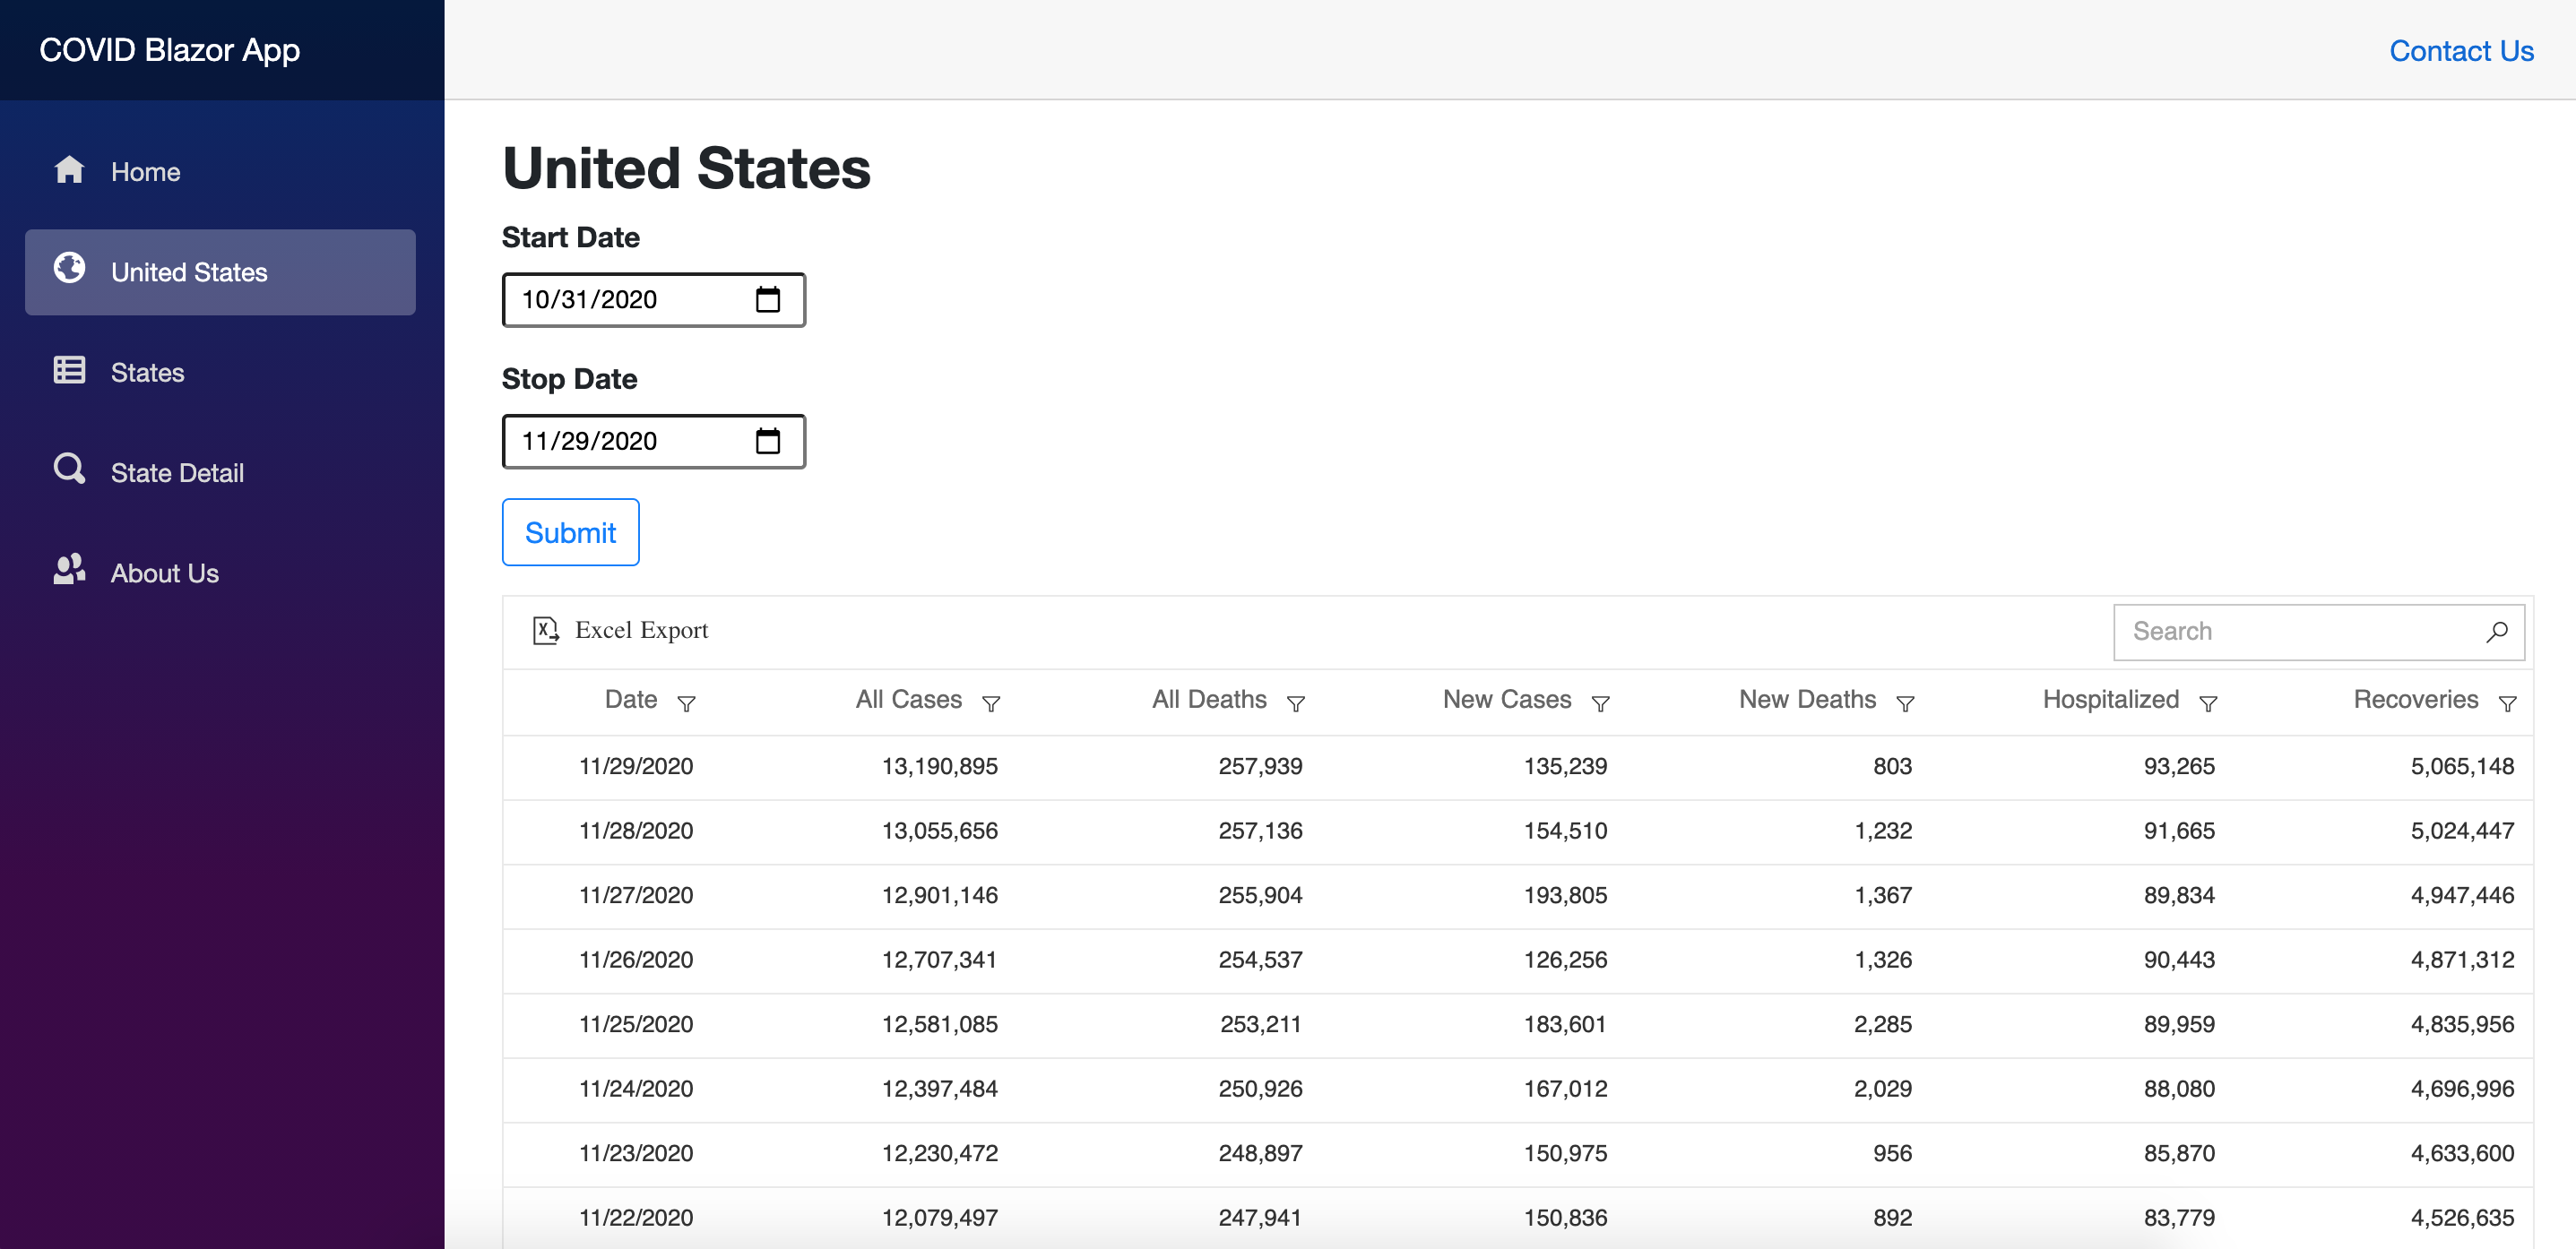 COVID Blazor App
Contact Us
Home
United States
States
State Detail
About Us
United States
Start Date
10/31/2020
Stop Date
11/29/2020
Submit
Excel Export Search
Date All Cases All Deaths New Cases New Deaths Hospitalized Recoveries
11/29/2020 13,190,895 257,939 135,239 803 93,265 5,065,148
11/28/2020 13,055,656 257,136 154,510 1,232 91,665 5,024,447
11/27/2020 12,901,146 255,904 193,805 1,367 89,834 4,947,446
11/26/2020 12,707,341 254,537 126,256 1,326 90,443 4,871,312
11/25/2020 12,581,085 253,211 183,601 2,285 89,959 4,835,956
11/24/2020 12,397,484 250,926 167,012 2,029 88,080 4,696,996
11/23/2020 12,230,472 248,897 150,975 956 85,870 4,633,600
11/22/2020 12,079,497 247,941 150,836 892 83,779 4,526,635